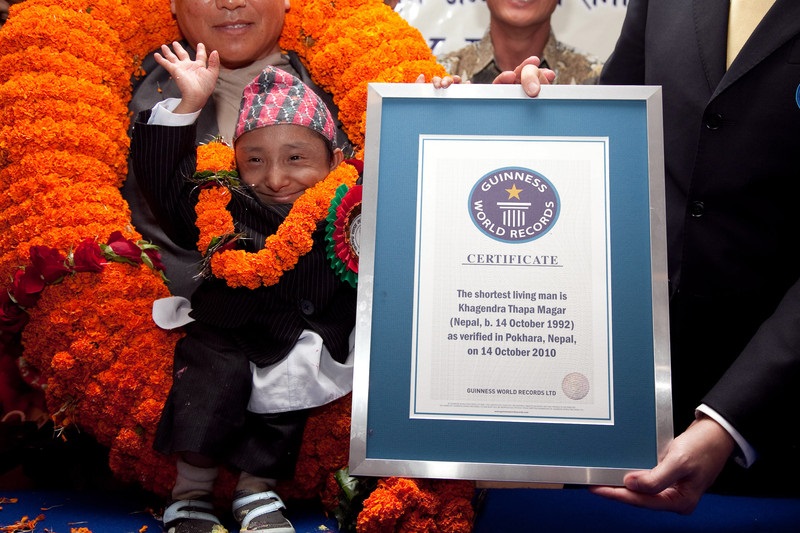 GUINNESS
WORLD RECORDS
CERTIFICATE
The shortest living man is
Khagendra Thapa Magar
(Nepal, b. 14 October 1992)
as verified in Pokhara, Nepal,
on 14 October 2010
GUINNESS WORLD RECORDS LTD